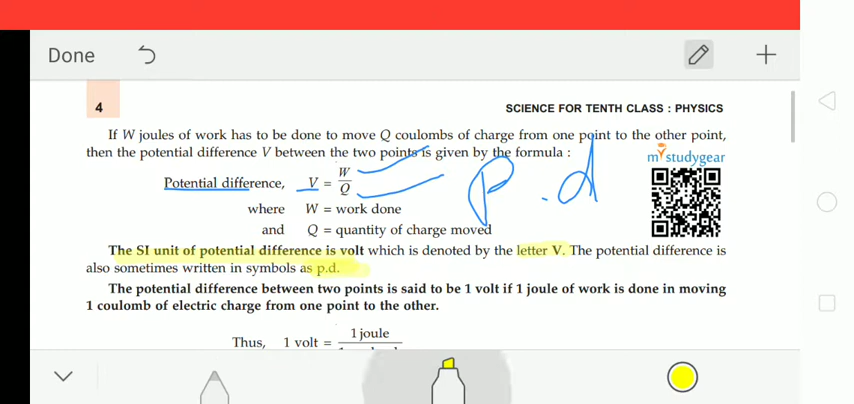 Done
4
SCIENCE FOR TENTH CLASS : PHYSICS
If W joules of work has to be done to move Q coulombs of charge from one point to the other point,
then the potential difference V between the two points is given by the formula :
my studygear
Potential difference, V = W/Q
P.d
where W = work done
and Q = quantity of charge moved
The SI unit of potential difference is volt which is denoted by the letter V. The potential difference is
also sometimes written in symbols as p.d.
The potential difference between two points is said to be 1 volt if 1 joule of work is done in moving
1 coulomb of electric charge from one point to the other.
Thus, 1 volt = 1 joule